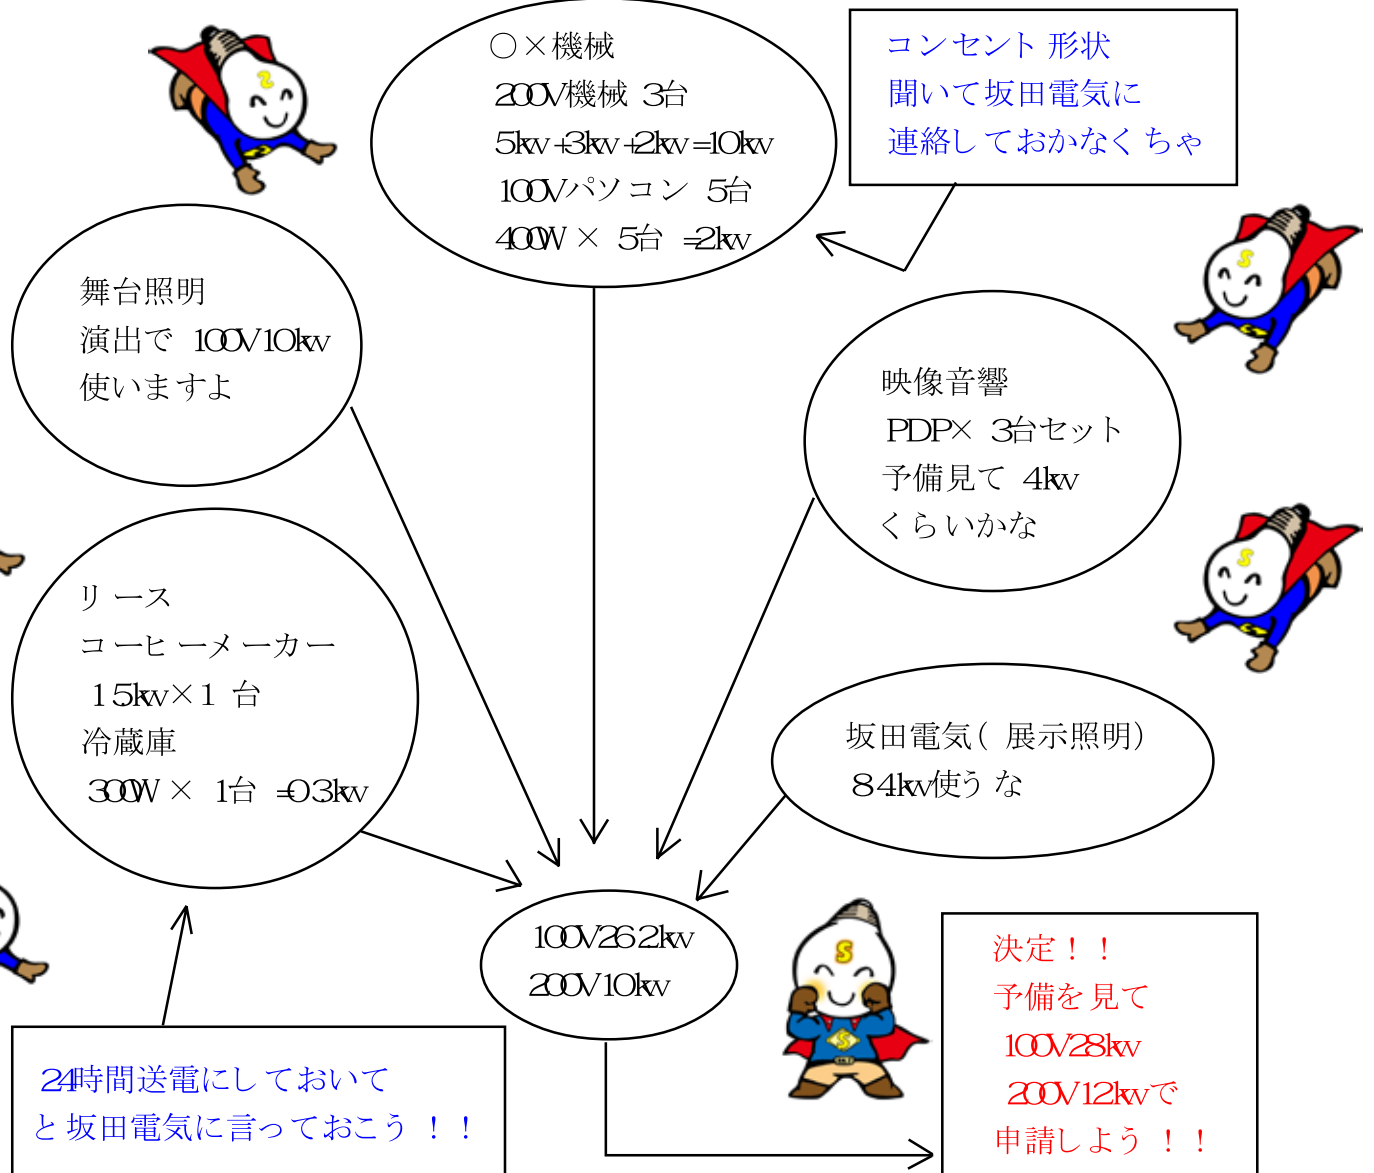 ○×機械
200V機械 3台
5kw+3kw+2kw=10kw
100Vパソコン 5台
400W× 5台 =2kw
コンセント形状
聞いて坂田電気に
連絡しておかなくちゃ
舞台照明
演出で 100V10kw
使いますよ
映像音響
PDP× 3台セット
予備見て 4kw
くらいかな
リース
コーヒーメーカー
1.5kw×1 台
冷蔵庫
300W× 1台 =0.3kw
坂田電気(展示照明)
8.4kw使うな
100V26.2kw
200V10kw
決定!!
予備を見て
100V28kw
200V12kwで
申請しよう!!
24時間送電にしておいて
と坂田電気に言っておこう!!
S
S
S
S